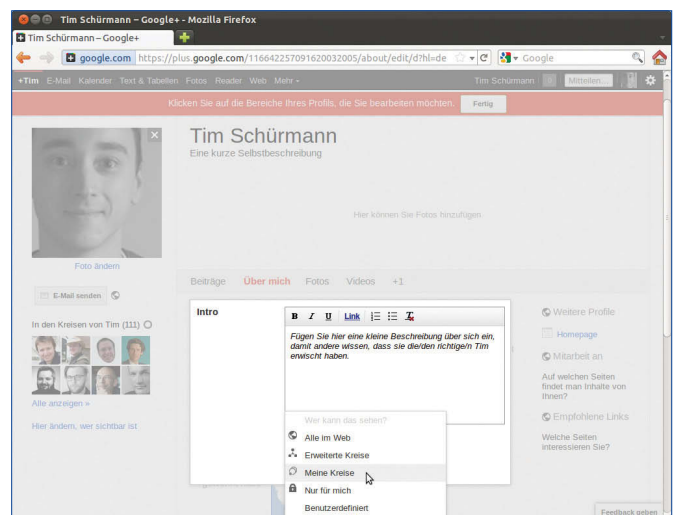 Tim Schürmann – Google+ - Mozilla Firefox
Tim Schürmann – Google+
google.com https://plus.google.com/116642257091620032005/about/edit/d?hl=de
Google
+Tim E-Mail Kalender Text & Tabellen Fotos Reader Web Mehr
Tim Schürmann Mitteilen...
Klicken Sie auf die Bereiche Ihres Profils, die Sie bearbeiten möchten. Fertig
Tim Schürmann
Eine kurze Selbstbeschreibung
Hier können Sie Fotos hinzufügen.
Foto ändern
Beiträge Über mich Fotos Videos +1
E-Mail senden
In den Kreisen von Tim (111)
Alle anzeigen »
Hier ändern, wer sichtbar ist
Intro
B I U Link
Fügen Sie hier eine kleine Beschreibung über sich ein,
damit andere wissen, dass sie die/den richtige/n Tim
erwischt haben.
Wer kann das sehen?
Alle im Web
Erweiterte Kreise
Meine Kreise
Nur für mich
Benutzerdefiniert
Weitere Profile
Homepage
Mitarbeit an
Auf welchen Seiten
findet man Inhalte von
Ihnen?
Empfohlene Links
Welche Seiten
interessieren Sie?
Feedback geben